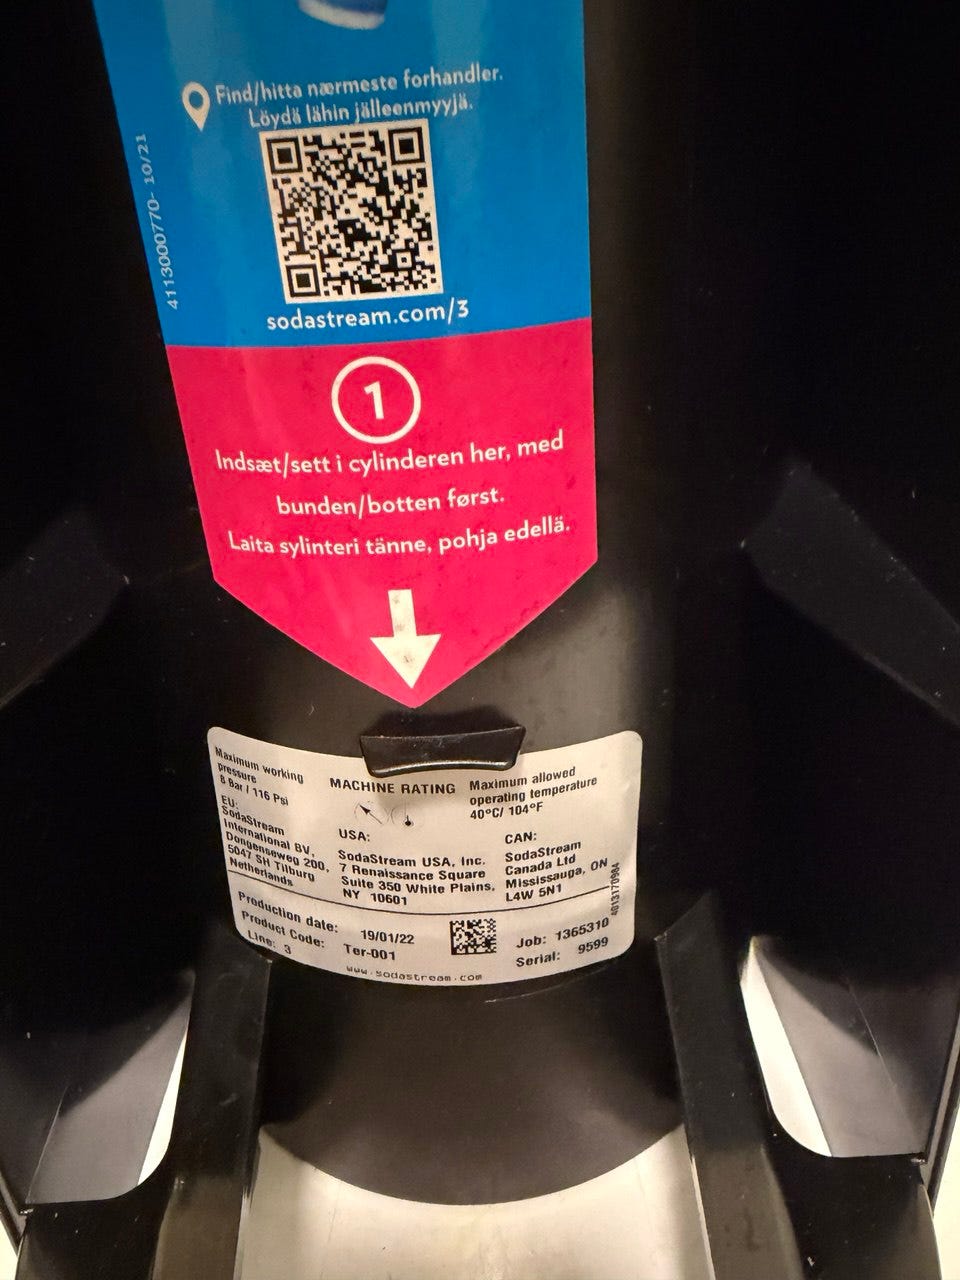 Find/hitta nærmeste forhandler.
Löydä lähin jälleenmyyjä.
4113000770- 10/21
sodastream.com/3
1
Indsæt/sett i cylinderen her, med
bunden/botten først.
Laita sylinteri tänne, pohja edellä.
Maximum working
pressure
8 Bar / 116 Psi
MACHINE RATING
Maximum allowed
operating temperature
40°C/ 104°F
EU:
SodaStream
International BV,
Dongenseweg 200,
5047 SH Tilburg
Netherlands
USA:
SodaStream USA, Inc.
7 Renaissance Square
Suite 350 White Plains,
NY 10601
CAN:
SodaStream
Canada Ltd
Mississauga, ON
L4W 5N1
4013170984
Production date: 19/01/22
Product Code: Ter-001
Line: 3
Job: 1365310
Serial: 9599
www.sodastream.com